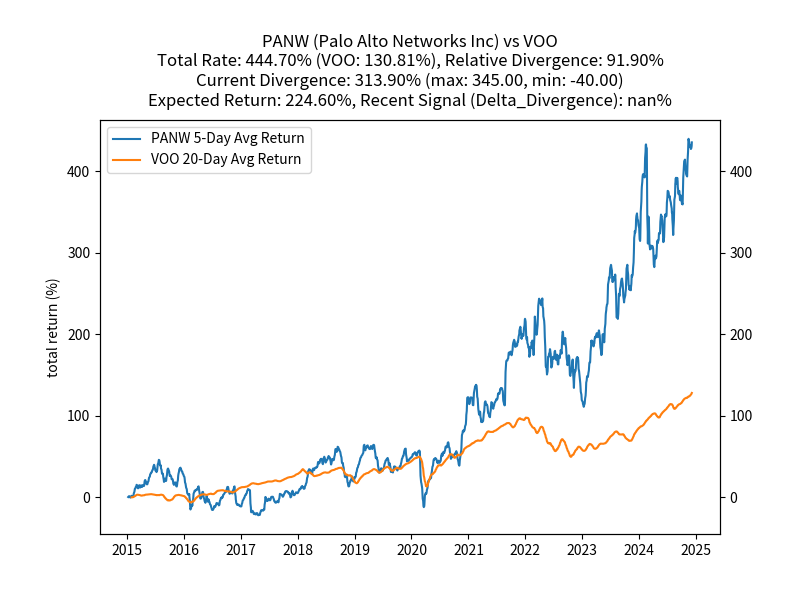 PANW (Palo Alto Networks Inc) vs VOO
Total Rate: 444.70% (VOO: 130.81%), Relative Divergence: 91.90%
Current Divergence: 313.90% (max: 345.00, min: -40.00)
Expected Return: 224.60%, Recent Signal (Delta_Divergence): nan%
PANW 5-Day Avg Return
VOO 20-Day Avg Return
total return (%)
400 400
300 300
200 200
100 100
0 0
2015 2016 2017 2018 2019 2020 2021 2022 2023 2024 2025